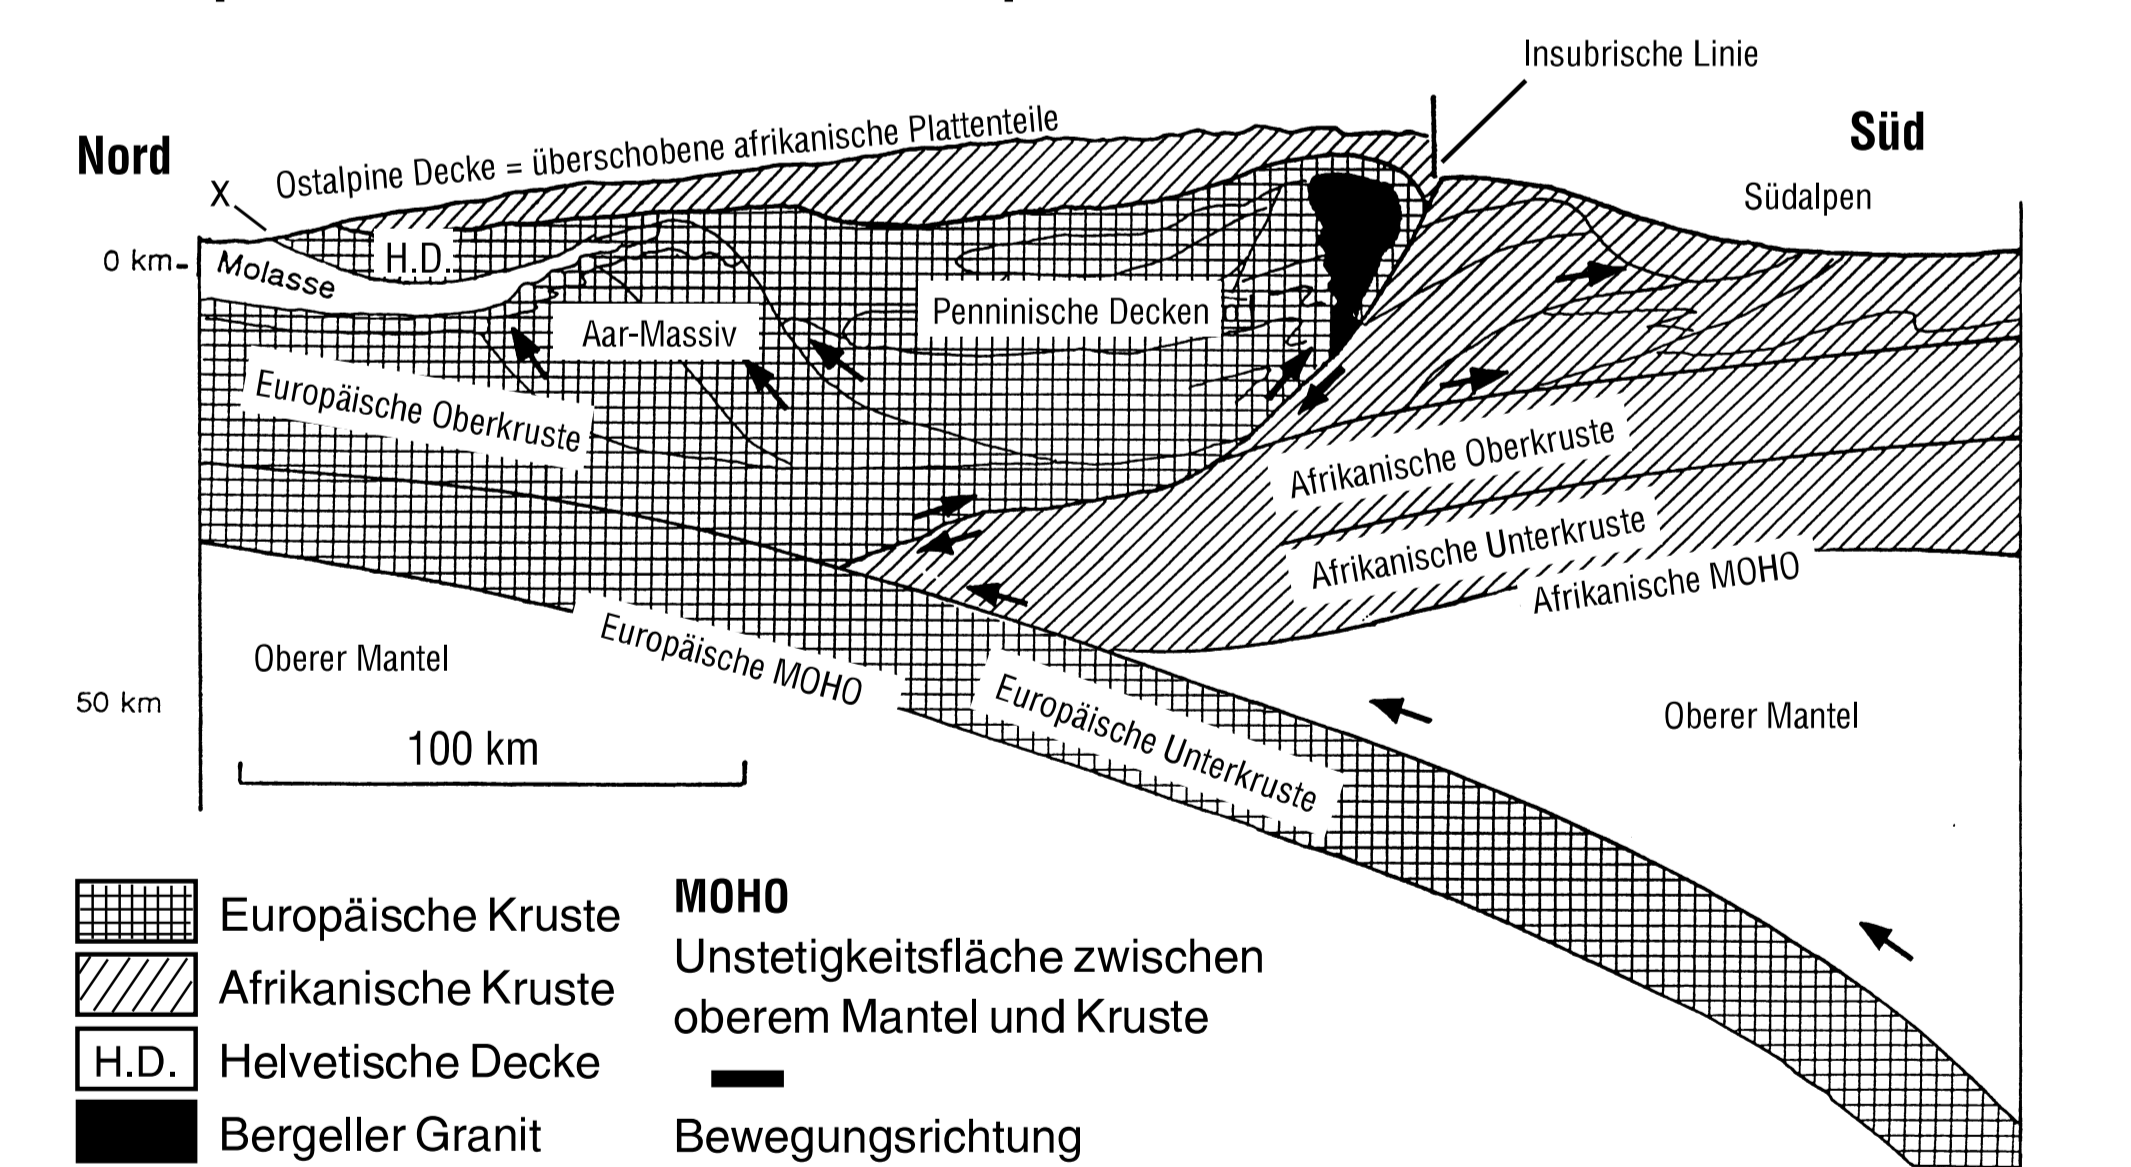 Insubrische Linie
Nord
Süd
Ostalpine Decke = überschobene afrikanische Plattenteile
X
Südalpen
0 km
H.D.
Molasse
Penninische Decken
Aar-Massiv
Europäische Oberkruste
Afrikanische Oberkruste
Afrikanische Unterkruste
Afrikanische MOHO
Europäische MOHO
Oberer Mantel
Europäische Unterkruste
Oberer Mantel
50 km
100 km
Europäische Kruste
Afrikanische Kruste
H.D. Helvetische Decke
Bergeller Granit
MOHO
Unstetigkeitsfläche zwischen
oberem Mantel und Kruste
Bewegungsrichtung